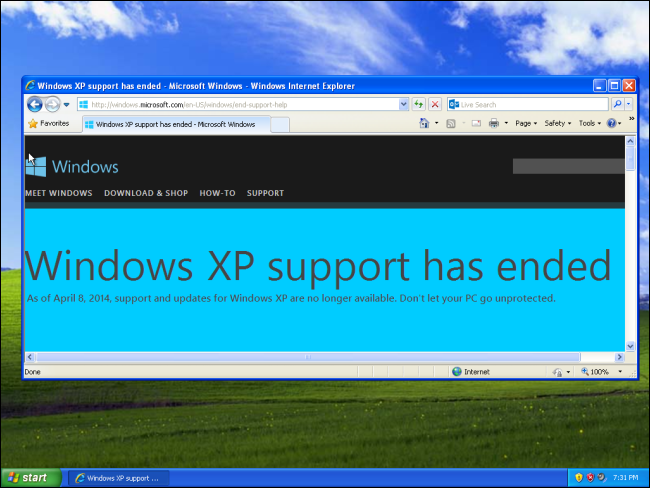 Windows XP support has ended - Microsoft Windows - Windows Internet Explorer
http://windows.microsoft.com/en-US/windows/end-support-help
Live Search
Favorites
Windows XP support has ended - Microsoft Windows
Page
Safety
Tools
Windows
MEET WINDOWS DOWNLOAD & SHOP HOW-TO SUPPORT
Windows XP support has ended
As of April 8, 2014, support and updates for Windows XP are no longer available. Don't let your PC go unprotected.
Done
Internet
100%
start
Windows XP support ...
7:31 PM